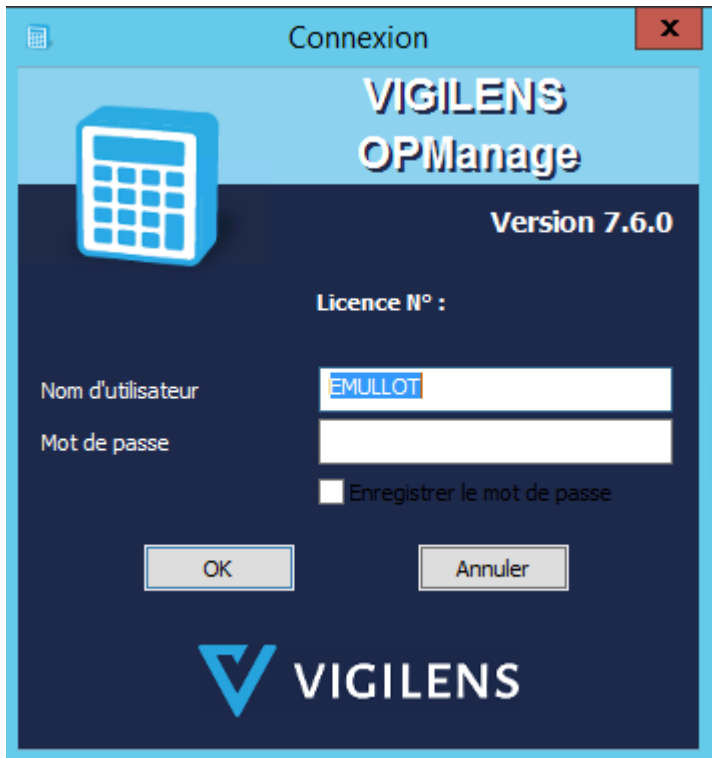 Connexion
x
VIGILENS
OPManage
Version 7.6.0
Licence N° :
Nom d'utilisateur EMULLOT
Mot de passe
Enregistrer le mot de passe
OK Annuler
VIGILENS